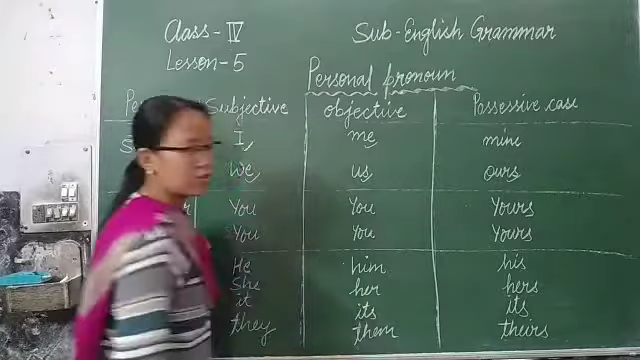 Class - IV Sub - English Grammar
Lesson - 5
Personal pronoun
Subjective objective Possessive case
I, me mine
We, us ours
You You Yours
You You Yours
He him his
She her hers
it its its
they them theirs